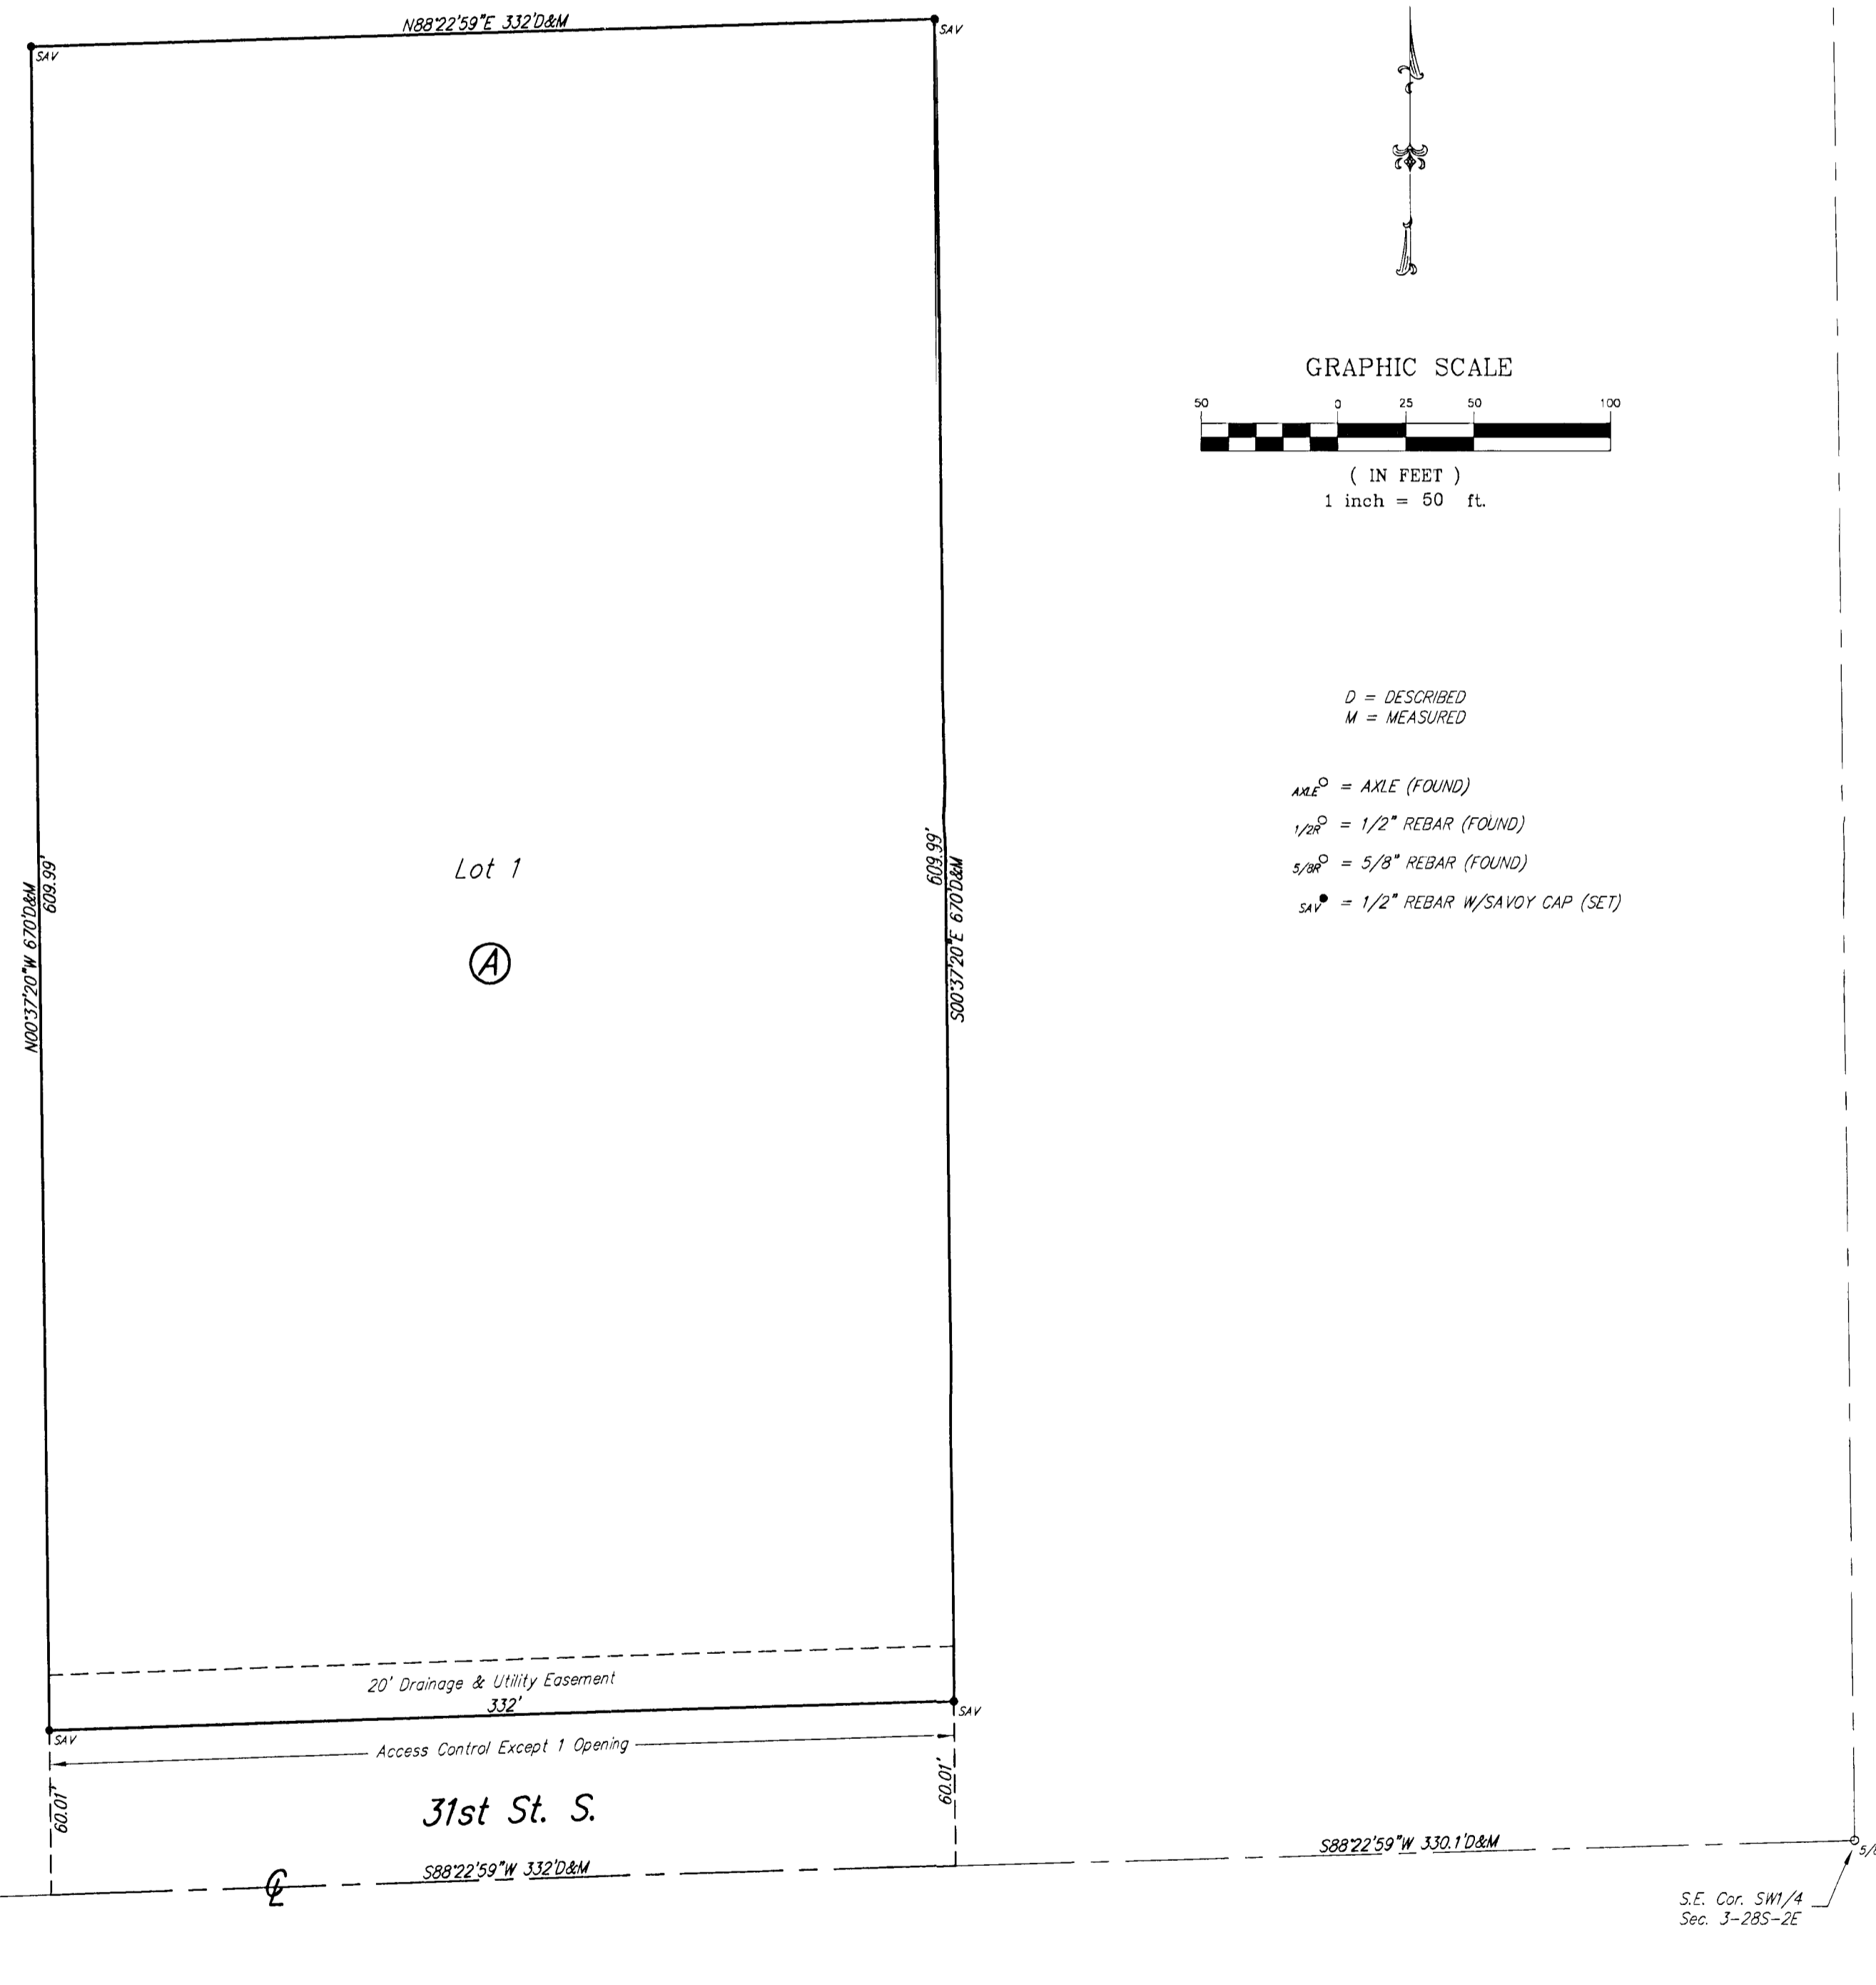 N88°22'59"E 332'D&M
SAV
SAV
GRAPHIC SCALE
50 0 25 50 100
( IN FEET )
1 inch = 50 ft.
D = DESCRIBED
M = MEASURED
AXLE = AXLE (FOUND)
1/2R = 1/2" REBAR (FOUND)
5/8R = 5/8" REBAR (FOUND)
SAV = 1/2" REBAR W/SAVOY CAP (SET)
N00°37'20"W 670'D&M
609.99'
Lot 1
A
609.99'
S00°37'20"E 670'D&M
20' Drainage & Utility Easement
332'
SAV
SAV
Access Control Except 1 Opening
60.01'
31st St. S.
60.01'
S88°22'59"W 332'D&M
S88°22'59"W 330.1'D&M
CL
S.E. Cor. SW1/4
Sec. 3-28S-2E